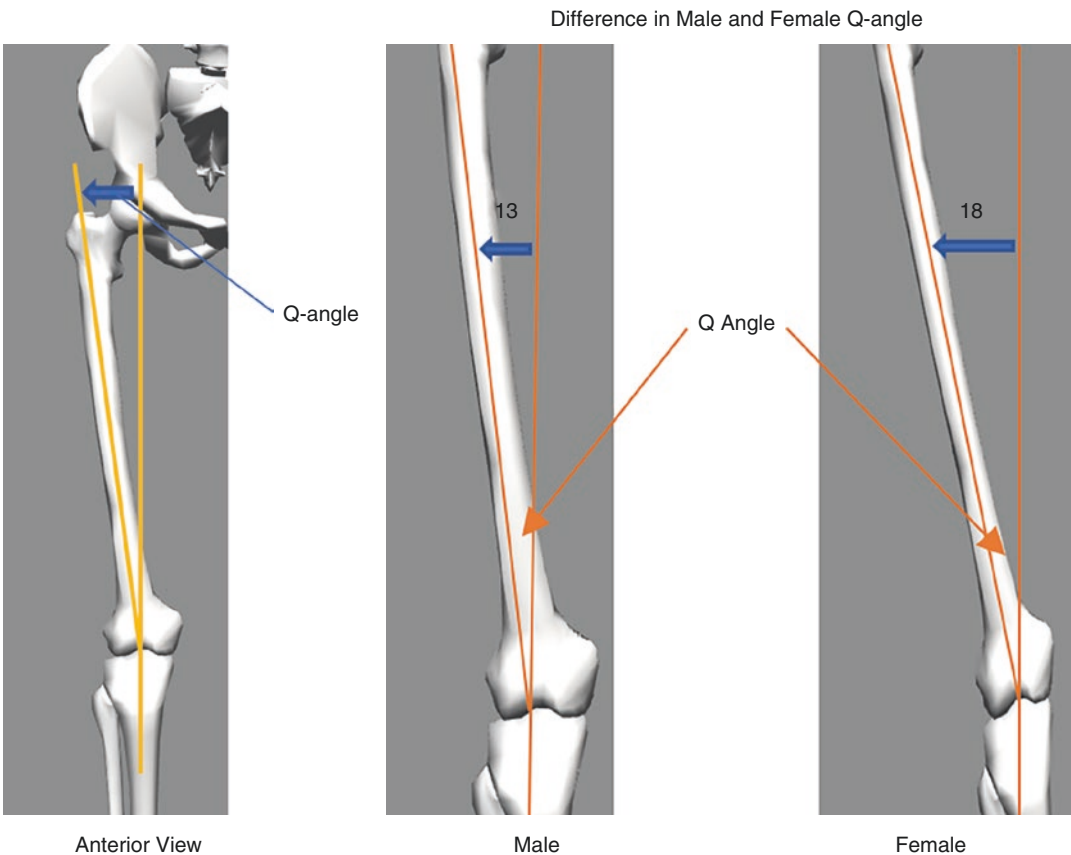 Difference in Male and Female Q-angle
13
18
Q-angle
Q Angle
Anterior View
Male
Female